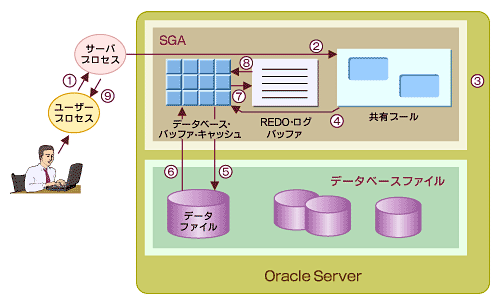 サーバ
プロセス
①
⑨
ユーザー
プロセス
SGA
②
⑧
⑦
③
④
データベース・
バッファ・キャッシュ
REDO・ログ
バッファ
共有プール
⑥
⑤
データ
ファイル
データベースファイル
Oracle Server